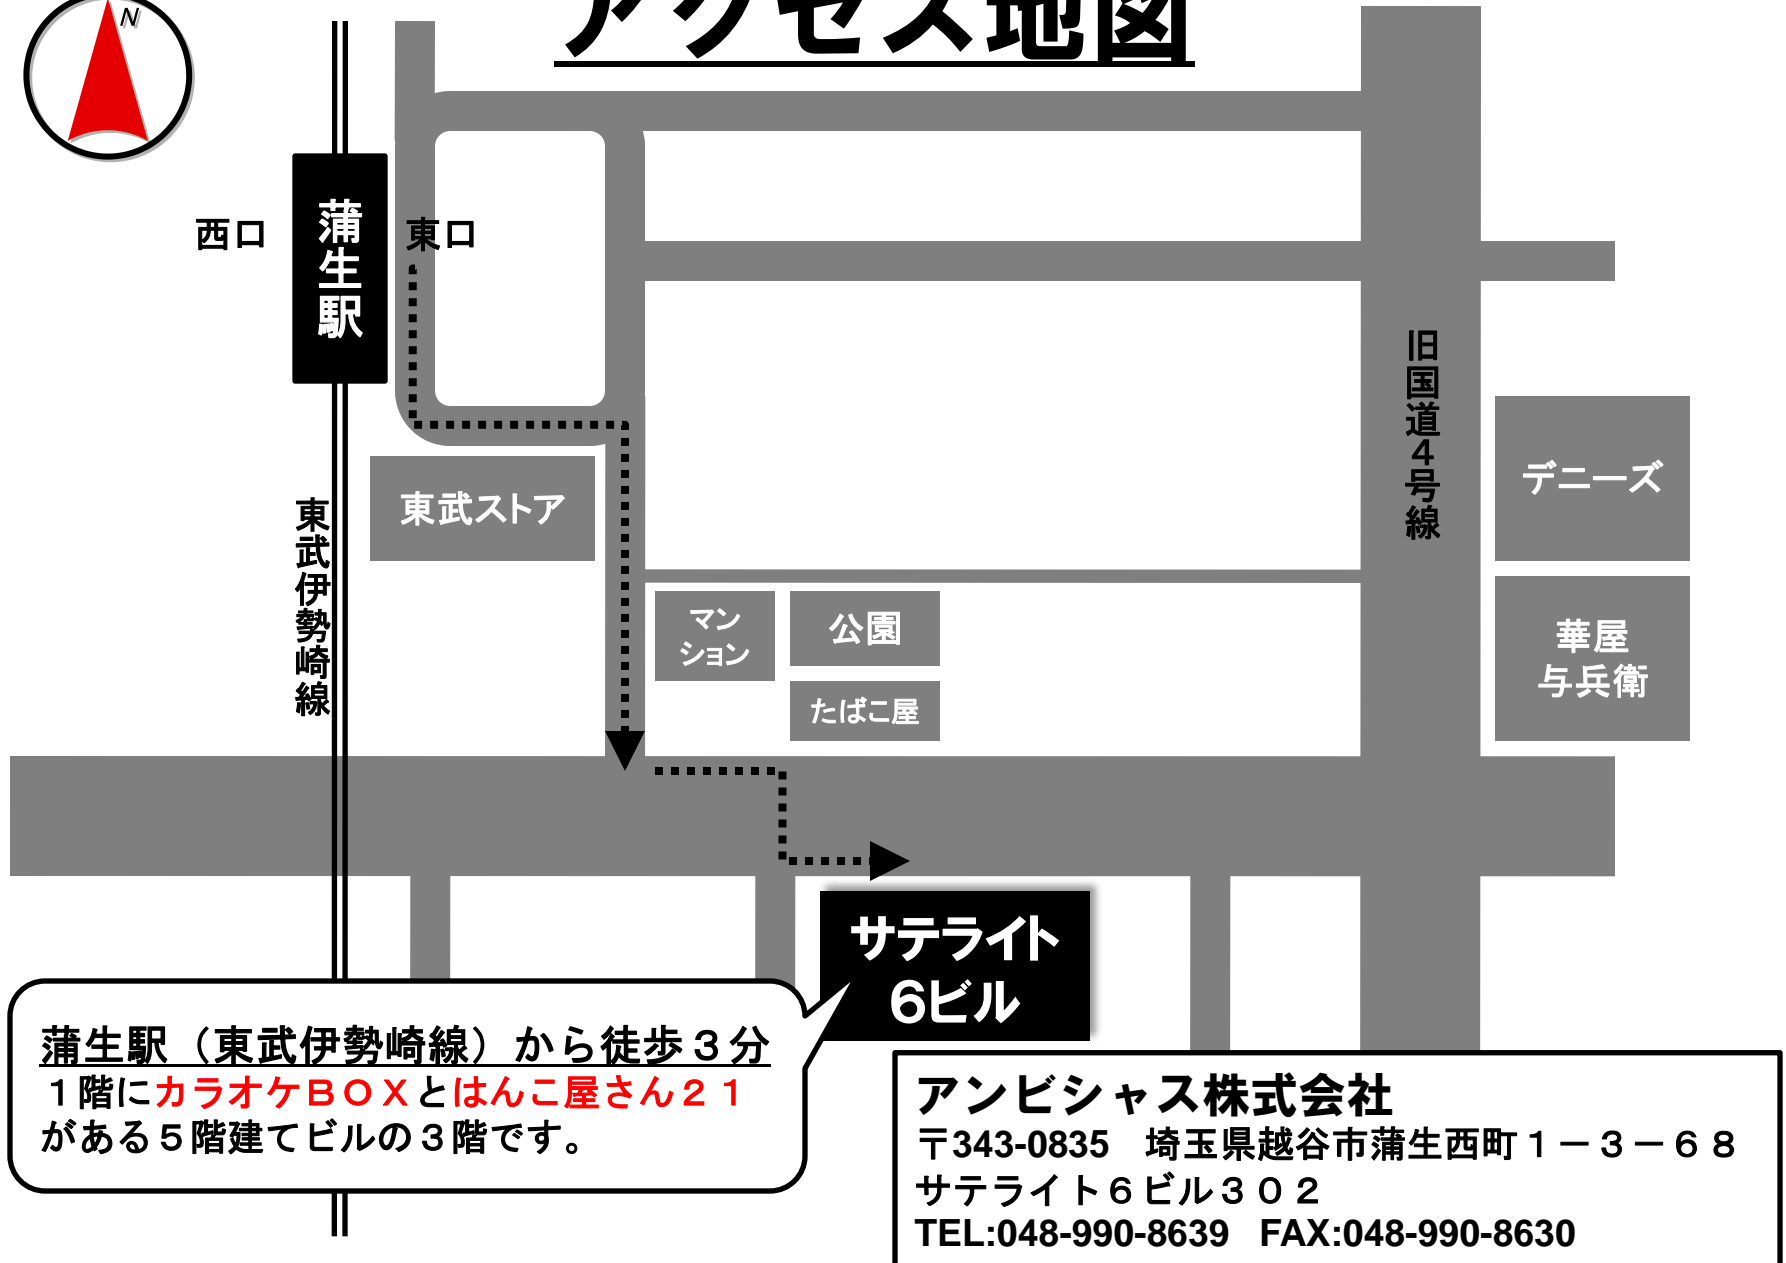 アクセス地図
N
西口
蒲生駅
東口
旧国道４号線
東武ストア
東武伊勢崎線
デニーズ
マン
ション
公園
たばこ屋
華屋
与兵衛
サテライト
６ビル
蒲生駅（東武伊勢崎線）から徒歩３分
１階にカラオケＢＯＸとはんこ屋さん２１
がある５階建てビルの３階です。
アンビシャス株式会社
〒343-0835　埼玉県越谷市蒲生西町１－３－６８
サテライト６ビル３０２
TEL:048-990-8639　FAX:048-990-8630